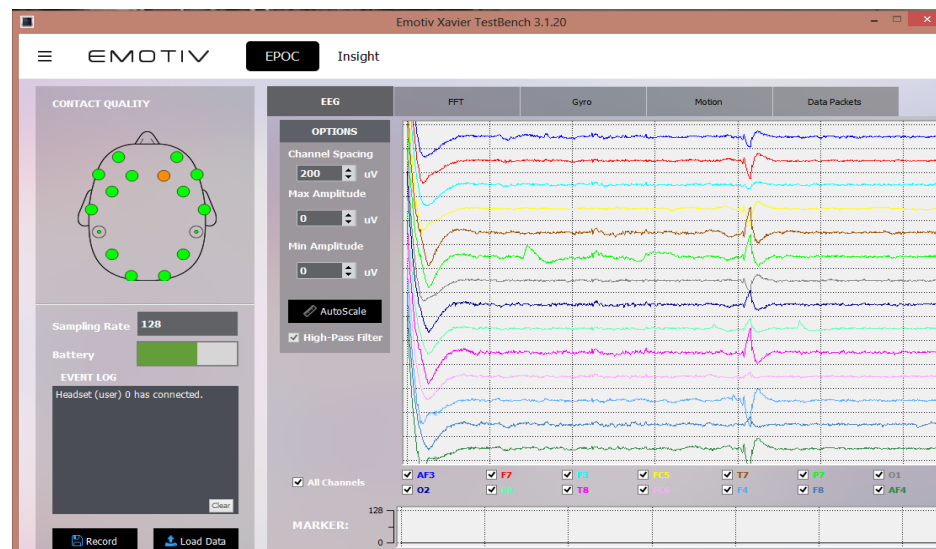 Emotiv Xavier TestBench 3.1.20
EMOTIV EPOC Insight
CONTACT QUALITY
EEG FFT Gyro Motion Data Packets
OPTIONS
Channel Spacing
200 uV
Max Amplitude
0 uV
Min Amplitude
0 uV
AutoScale
High-Pass Filter
Sampling Rate 128
Battery
EVENT LOG
Headset (user) 0 has connected.
Clear
Record Load Data
All Channels
AF3 F7 F3 FC5 T7 P7 O1
O2 T8 F4 F8 AF4
MARKER:
128
0